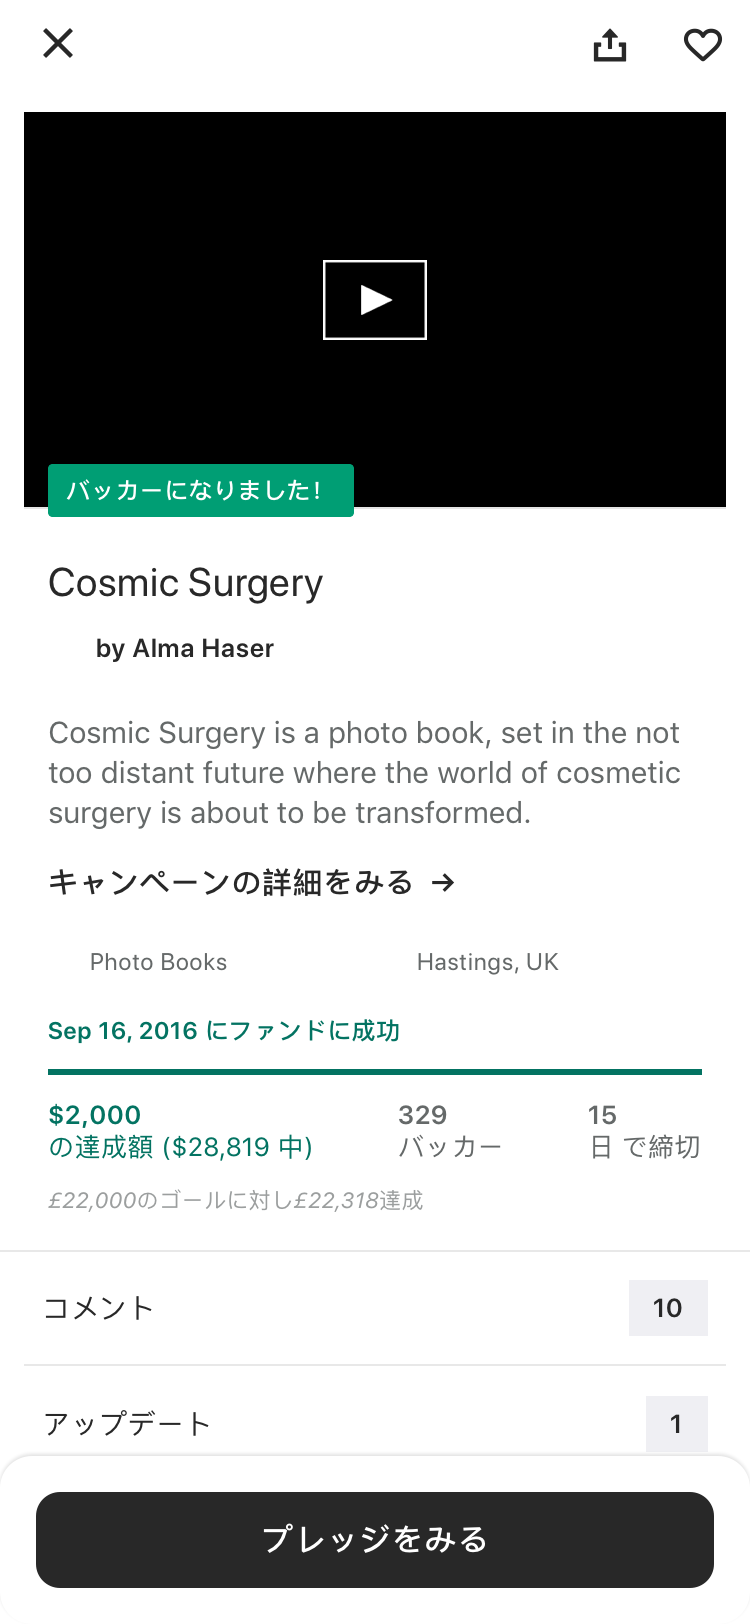 バッカーになりました!
Cosmic Surgery
by Alma Haser
Cosmic Surgery is a photo book, set in the not
too distant future where the world of cosmetic
surgery is about to be transformed.
キャンペーンの詳細をみる →
Photo Books
Hastings, UK
Sep 16, 2016 にファンドに成功
$2,000
の達成額 ($28,819 中)
329
バッカー
15
日 で締切
£22,000のゴールに対し£22,318達成
コメント
10
アップデート
1
プレッジをみる